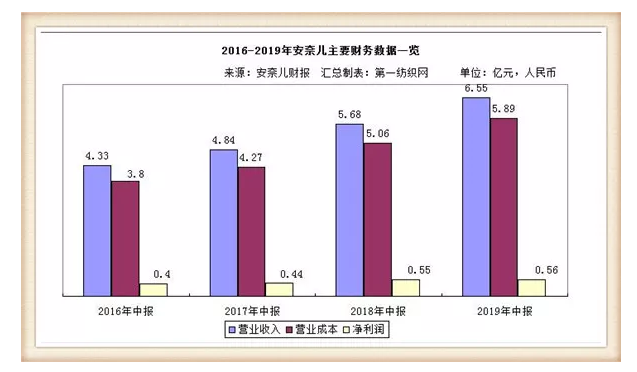 2016-2019年安奈儿主要财务数据一览
来源：安奈儿财报 汇总制表：第一纺织网 单位：亿元，人民币
4.33 3.8 0.4 4.84 4.27 0.44 5.68 5.06 0.55 6.55 5.89 0.56
2016年中报 2017年中报 2018年中报 2019年中报
营业收入 营业成本 净利润